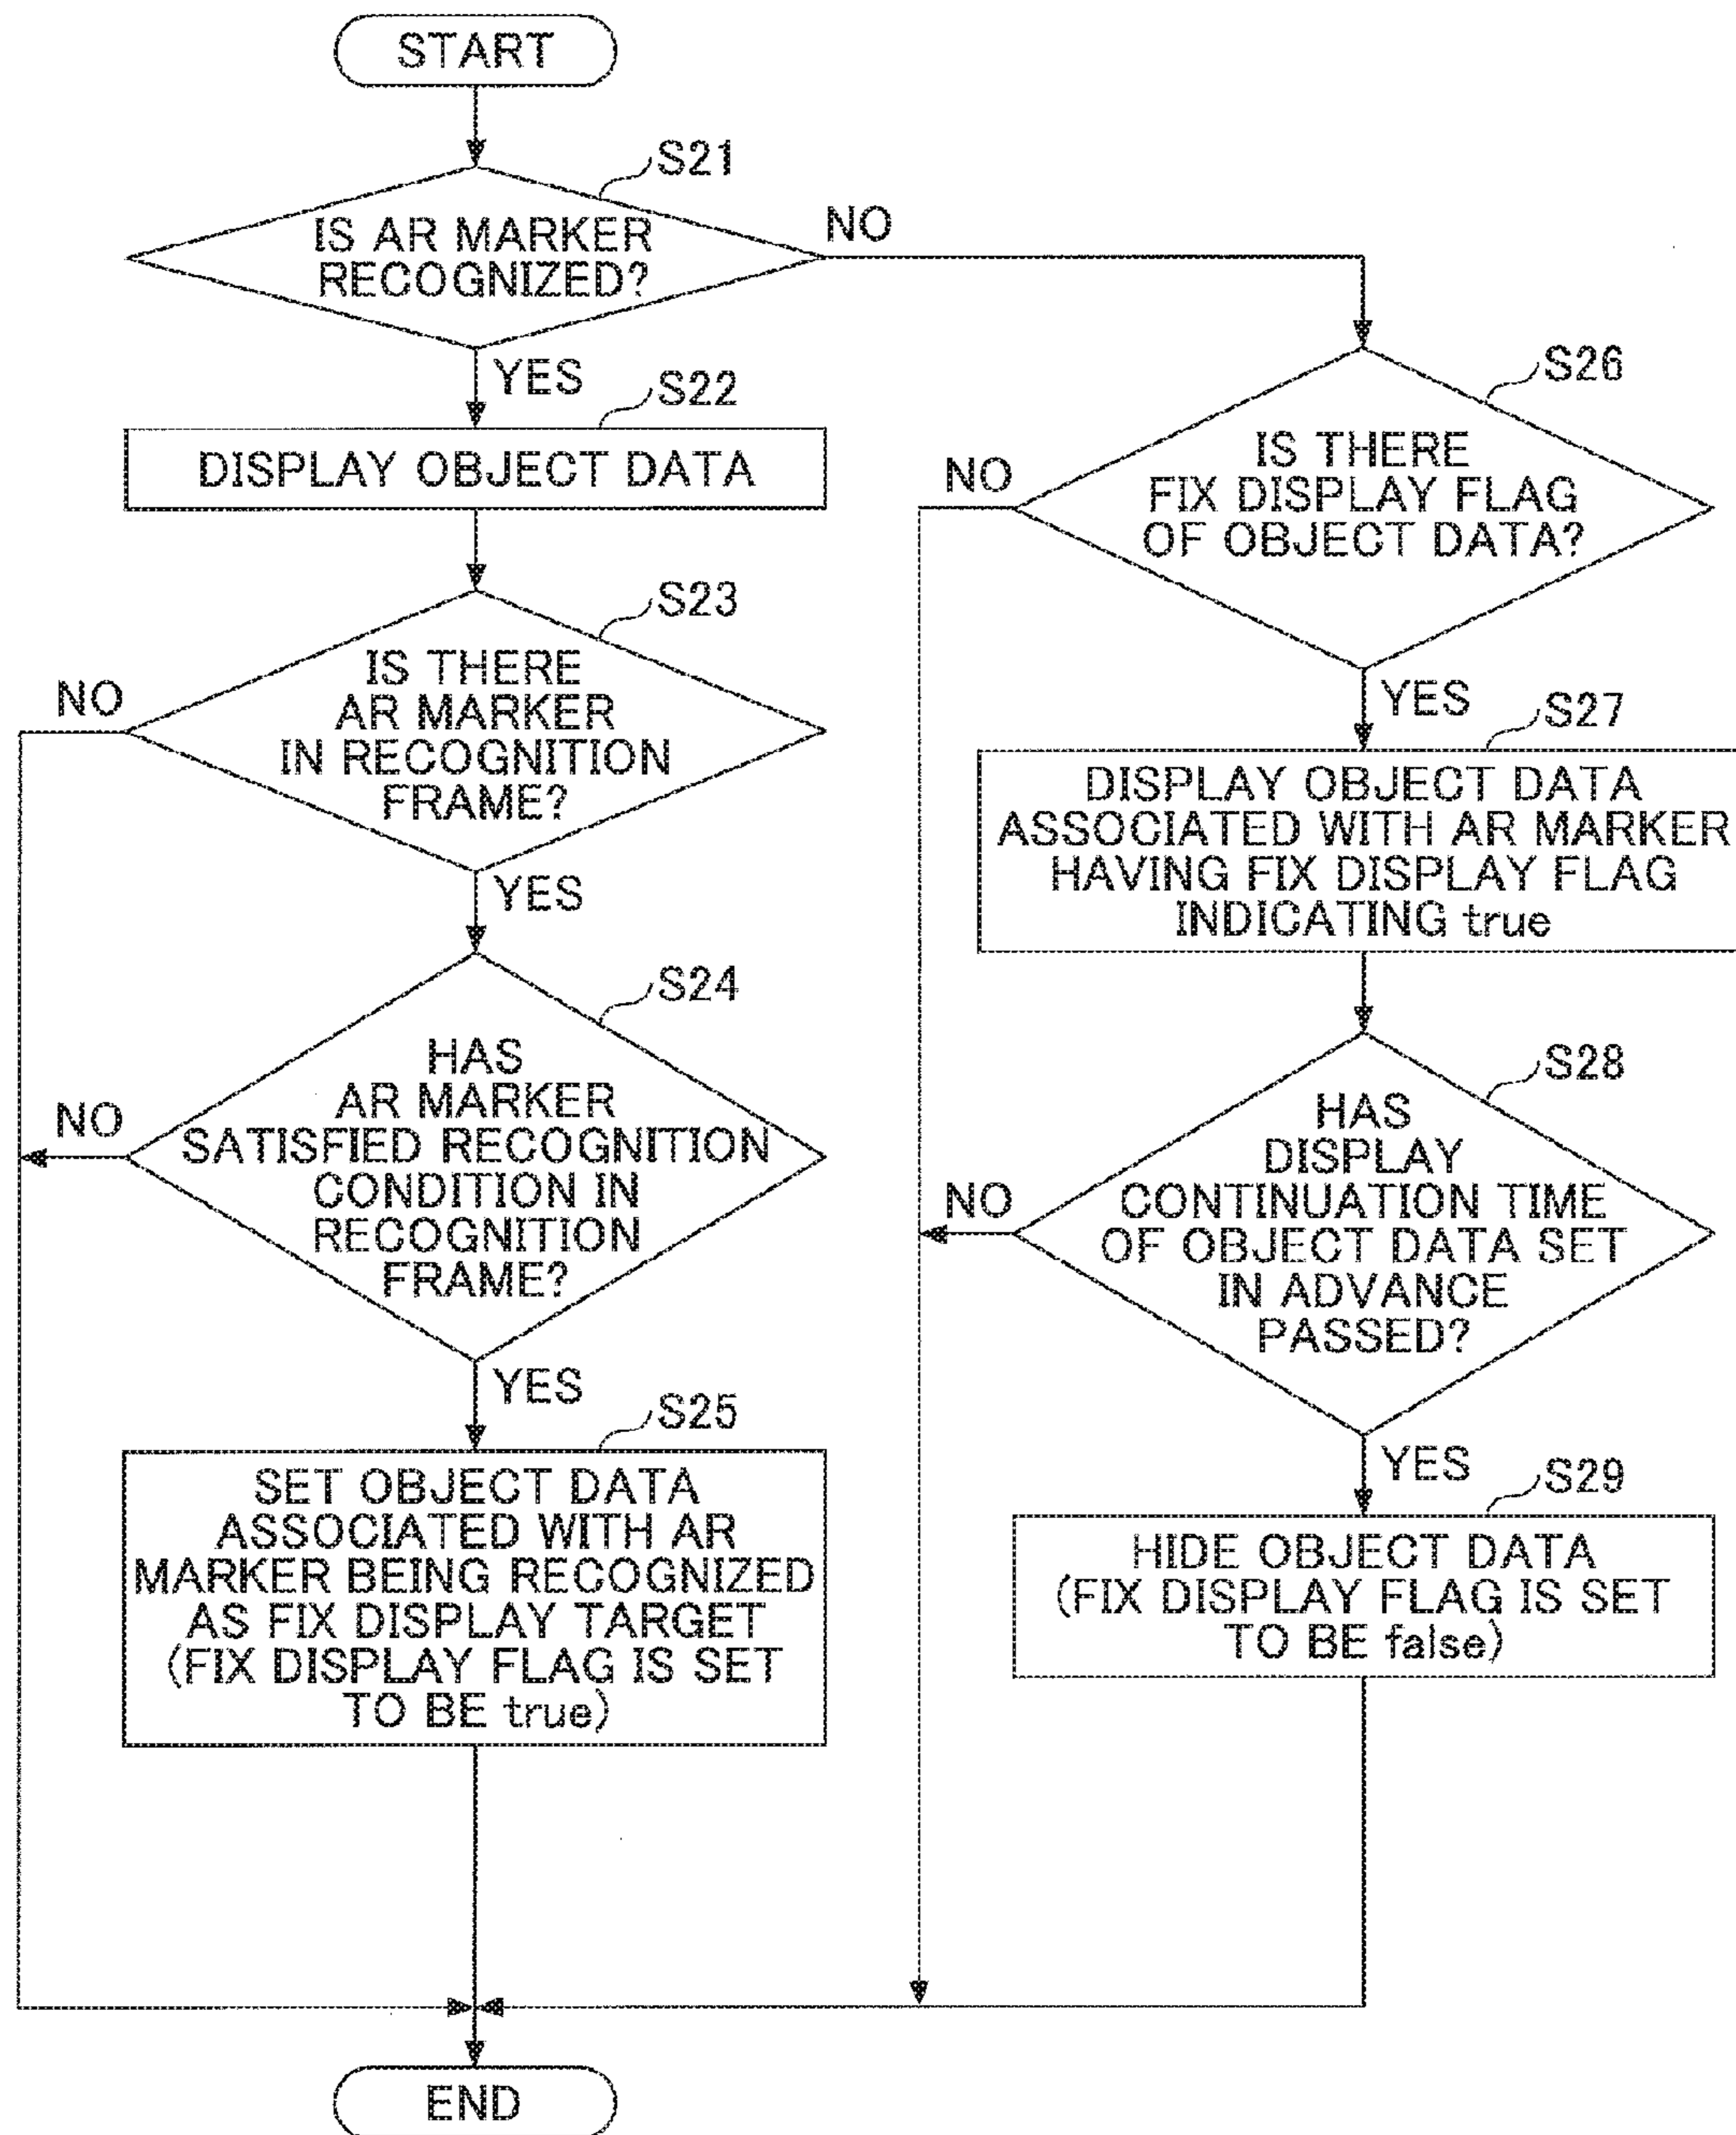 START
S21
IS AR MARKER
RECOGNIZED?
NO
YES
S22
DISPLAY OBJECT DATA
S23
IS THERE
AR MARKER
IN RECOGNITION
FRAME?
NO
YES
S24
HAS
AR MARKER
SATISFIED RECOGNITION
CONDITION IN
RECOGNITION
FRAME?
NO
YES
S25
SET OBJECT DATA
ASSOCIATED WITH AR
MARKER BEING RECOGNIZED
AS FIX DISPLAY TARGET
(FIX DISPLAY FLAG IS SET
TO BE true)
S26
IS THERE
FIX DISPLAY FLAG
OF OBJECT DATA?
NO
YES
S27
DISPLAY OBJECT DATA
ASSOCIATED WITH AR MARKER
HAVING FIX DISPLAY FLAG
INDICATING true
S28
HAS
DISPLAY
CONTINUATION TIME
OF OBJECT DATA SET
IN ADVANCE
PASSED?
NO
YES
S29
HIDE OBJECT DATA
(FIX DISPLAY FLAG IS SET
TO BE false)
END